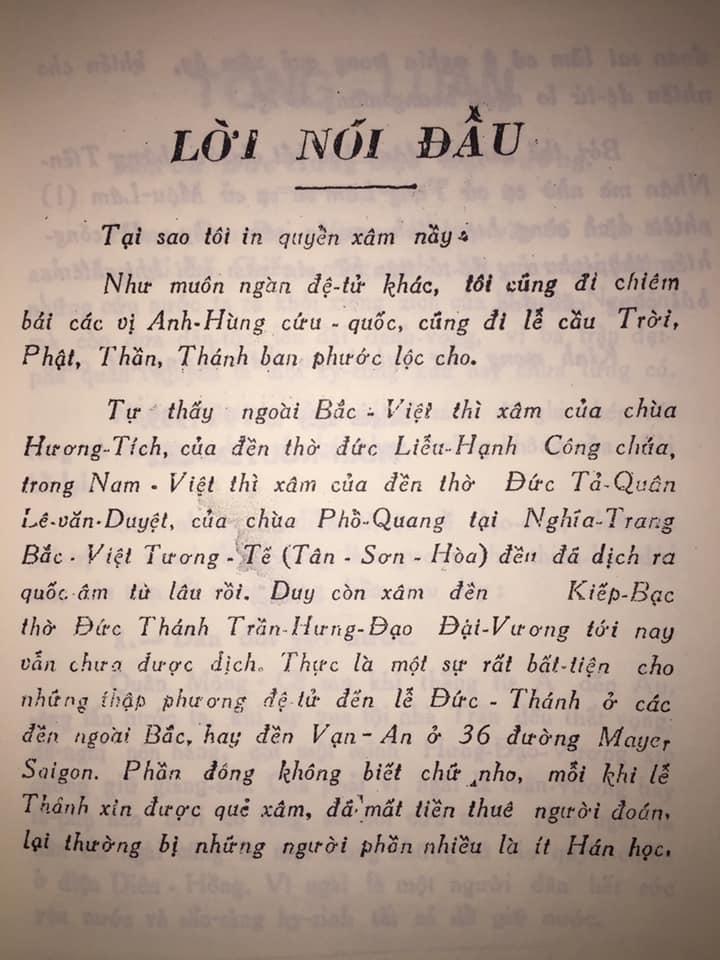 LỜI NÓI ĐẦU
Tại sao tôi in quyển xâm nầy.
Như muôn ngàn đệ-tử khác, tôi cũng đi chiêm
bái các vị Anh-Hùng cứu - quốc, cũng đi lễ cầu Trời,
Phật, Thần, Thánh ban phước lộc cho.
Tự thấy ngoài Bắc - Việt thì xâm của chùa
Hương-Tích, của đền thờ đức Liễu-Hạnh Công chúa,
trong Nam - Việt thì xâm của đền thờ Đức Tả-Quân
Lê-văn-Duyệt, của chùa Phổ-Quang tại Nghĩa-Trang
Bắc - Việt Tương - Tế (Tân - Sơn - Hòa) đền đã dịch ra
quốc-âm từ lâu rồi. Duy còn xâm đền Kiếp-Bạc
thờ Đức Thánh Trần-Hưng-Đạo Đại-Vương tới nay
vẫn chưa được dịch. Thực là một sự rất bất-tiện cho
những thập phương đệ-tử đến lễ Đức - Thánh ở các
đền ngoài Bắc, hay đền Vạn-An ở 36 đường Mayer
Saigon. Phần đông không biết chữ nho, mỗi khi lễ
Thánh xin được quẻ xâm, đã mất tiền thuê người đoán,
lại thường bị những người phần nhiều là ít Hán học,